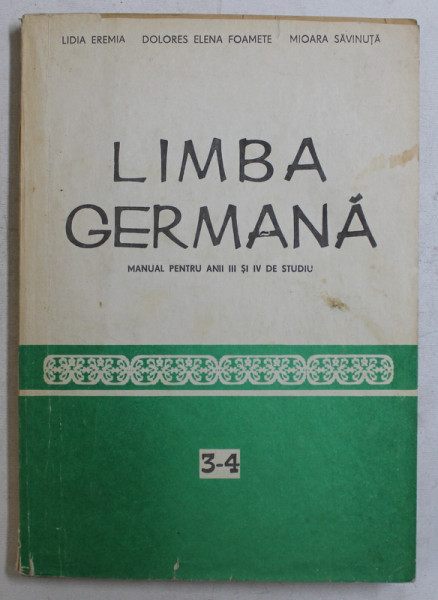 LIDIA EREMIA DOLORES ELENA FOAMETE MIOARA SĂVINUȚĂ
LIMBA
GERMANĂ
MANUAL PENTRU ANII III ȘI IV DE STUDIU
3-4